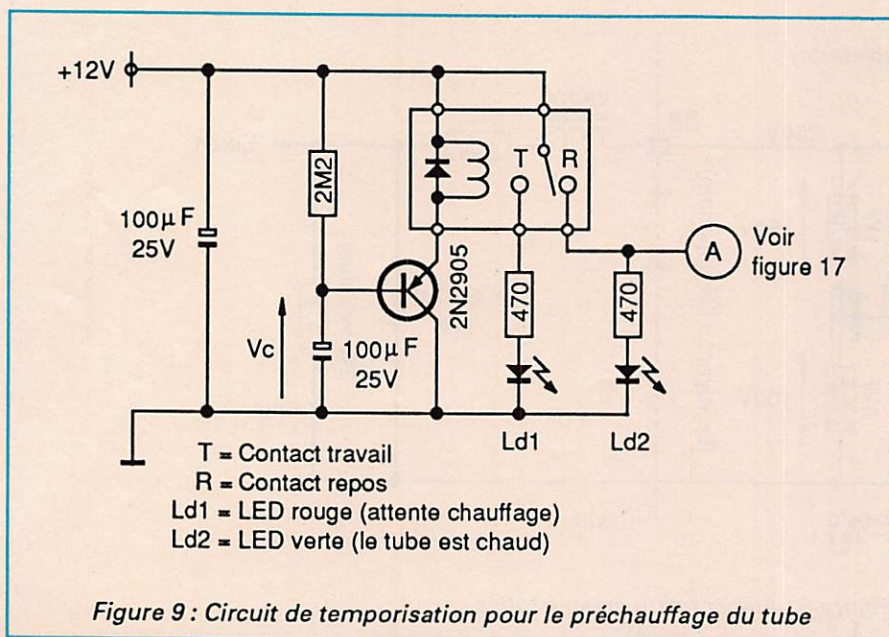 +12V
100µF
25V
2M2
Vc
100µF
25V
2N2905
T
R
470
470
A
Voir
figure 17
Ld1
Ld2
T = Contact travail
R = Contact repos
Ld1 = LED rouge (attente chauffage)
Ld2 = LED verte (le tube est chaud)
Figure 9 : Circuit de temporisation pour le préchauffage du tube